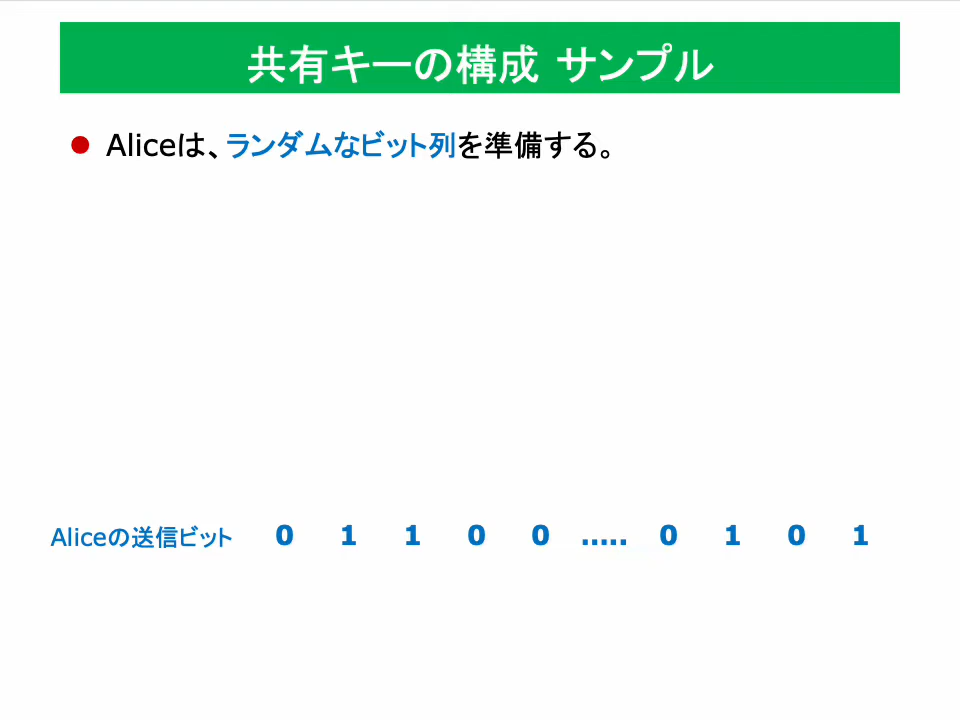 共有キーの構成 サンプル
● Aliceは、ランダムなビット列を準備する。
Aliceの送信ビット 0 1 1 0 0 ..... 0 1 0 1